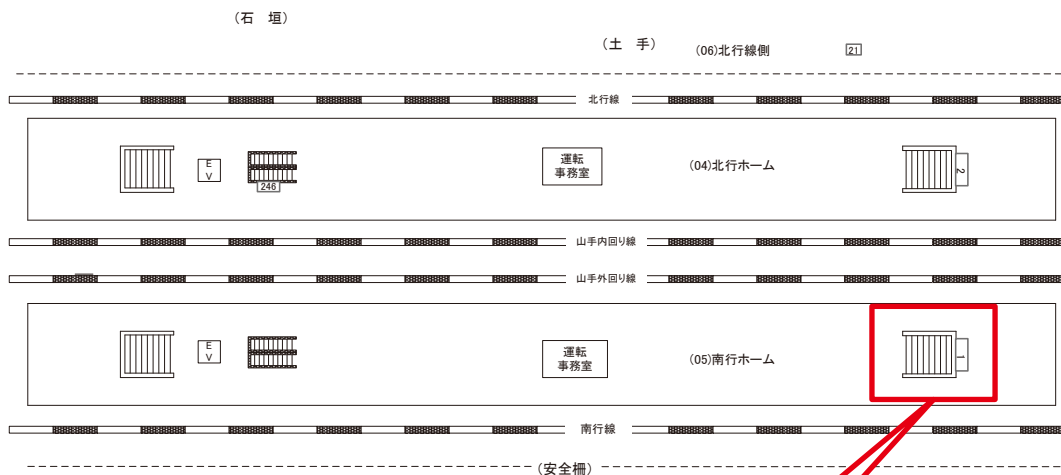 (石　垣)
(土　手)
(06)北行線側
21
北行線
E
V
246
運転
事務室
(04)北行ホーム
2
山手内回り線
山手外回り線
E
V
運転
事務室
(05)南行ホーム
1
南行線
(安全柵)